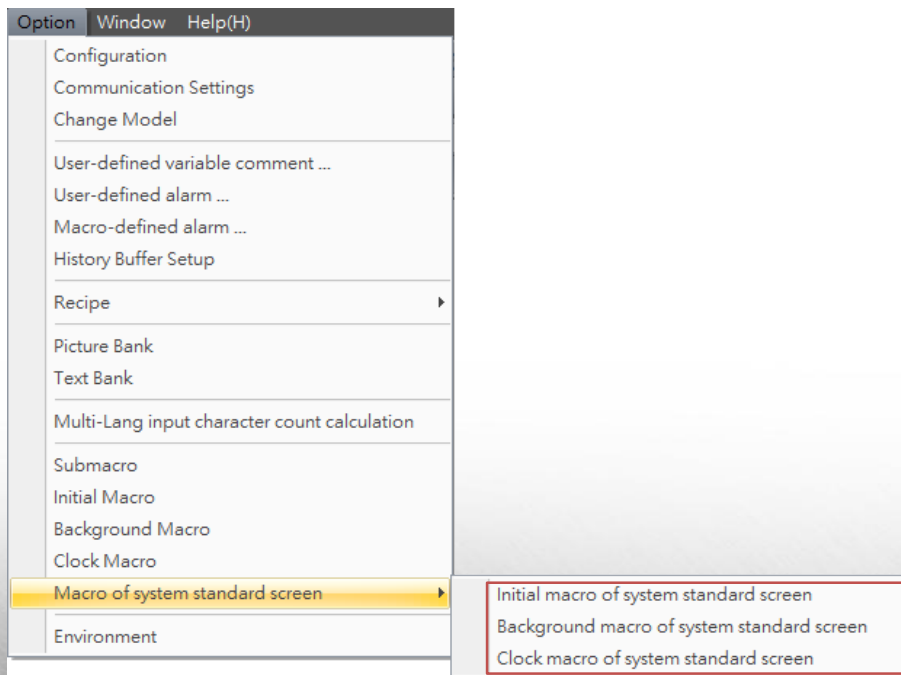 Option Window Help(H)
Configuration
Communication Settings
Change Model
User-defined variable comment ...
User-defined alarm ...
Macro-defined alarm ...
History Buffer Setup
Recipe
Picture Bank
Text Bank
Multi-Lang input character count calculation
Submacro
Initial Macro
Background Macro
Clock Macro
Macro of system standard screen
Initial macro of system standard screen
Background macro of system standard screen
Clock macro of system standard screen
Environment